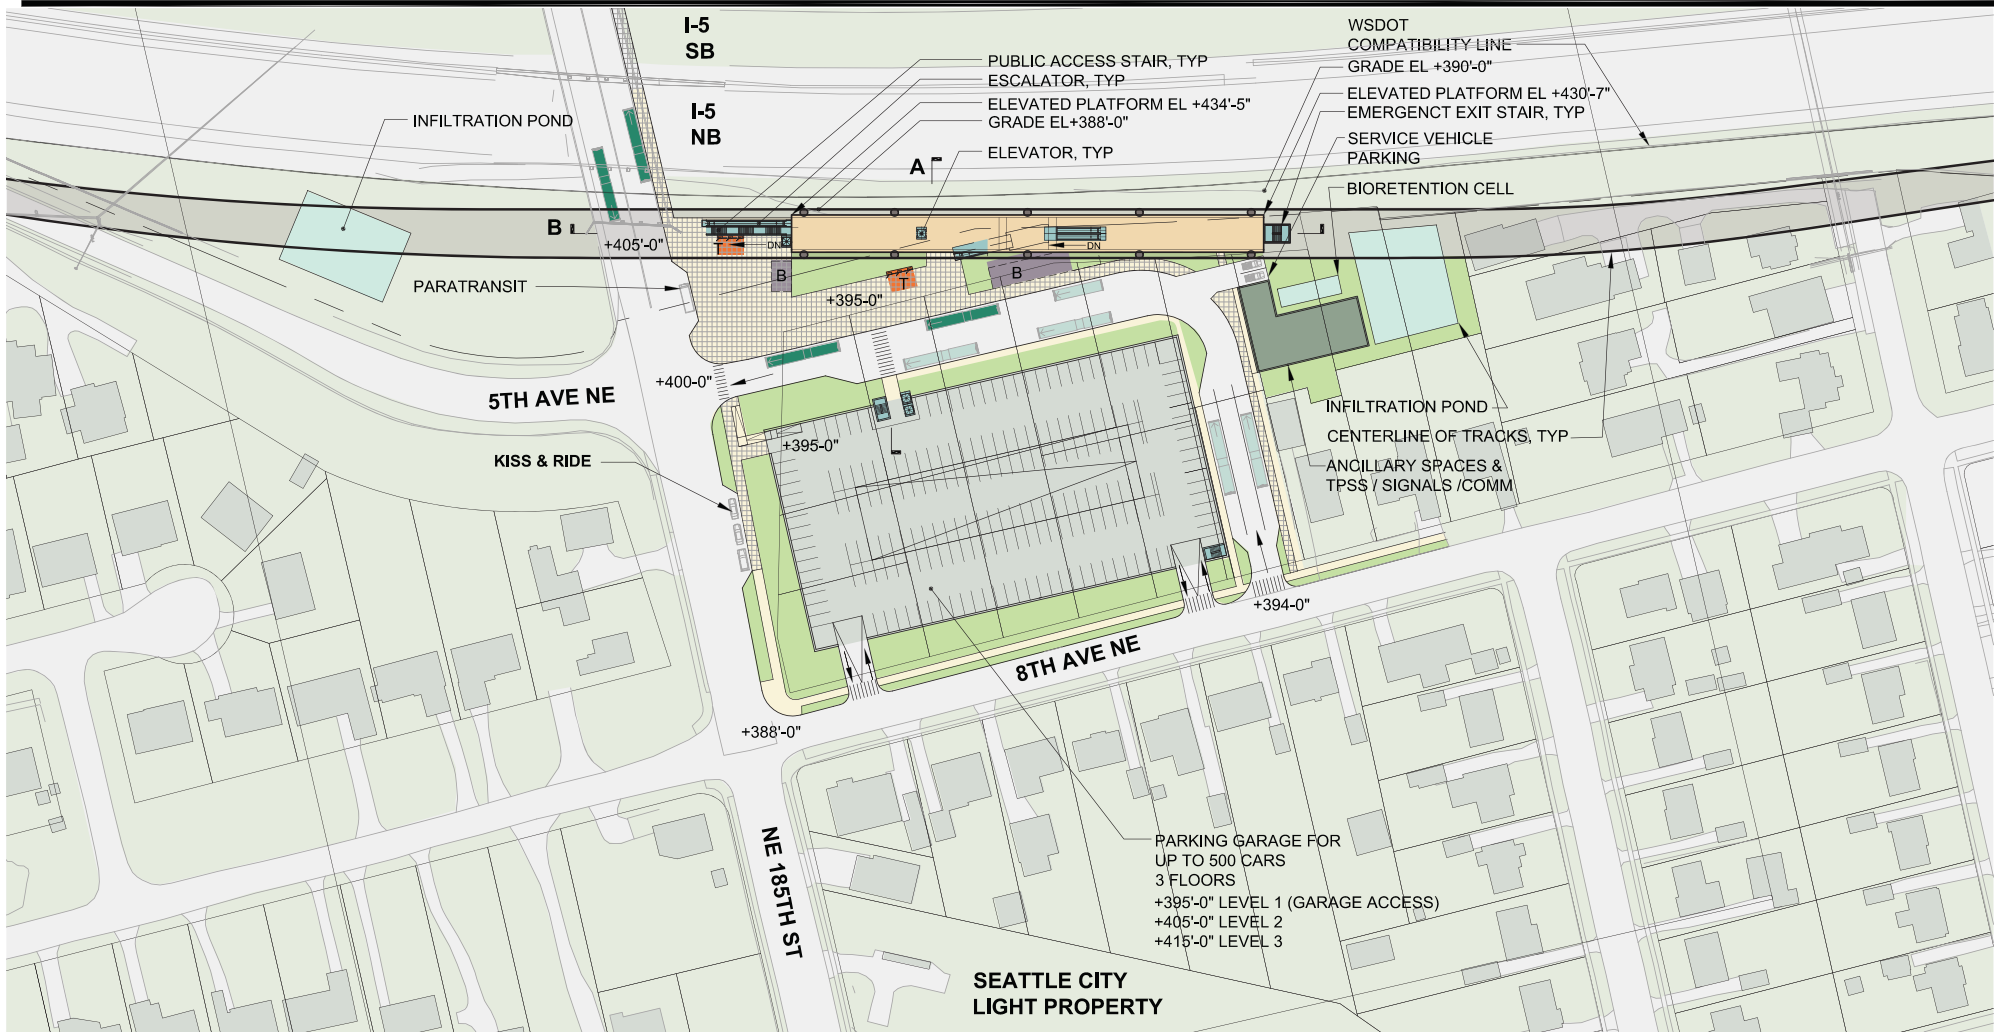 I-5
SB
I-5
NB
PUBLIC ACCESS STAIR, TYP
ESCALATOR, TYP
ELEVATED PLATFORM EL +434'-5"
GRADE EL+388'-0"
ELEVATOR, TYP
WSDOT
COMPATIBILITY LINE
GRADE EL +390'-0"
ELEVATED PLATFORM EL +430'-7"
EMERGENCT EXIT STAIR, TYP
SERVICE VEHICLE
PARKING
BIORETENTION CELL
INFILTRATION POND
A
B
+405'-0"
DN
DN
B
B
T
+395'-0"
PARATRANSIT
5TH AVE NE
+400-0"
+395-0"
KISS & RIDE
INFILTRATION POND
CENTERLINE OF TRACKS, TYP
ANCILLARY SPACES &
TPSS / SIGNALS /COMM
+394-0"
8TH AVE NE
+388'-0"
NE 185TH ST
PARKING GARAGE FOR
UP TO 500 CARS
3 FLOORS
+395'-0" LEVEL 1 (GARAGE ACCESS)
+405'-0" LEVEL 2
+415'-0" LEVEL 3
SEATTLE CITY
LIGHT PROPERTY